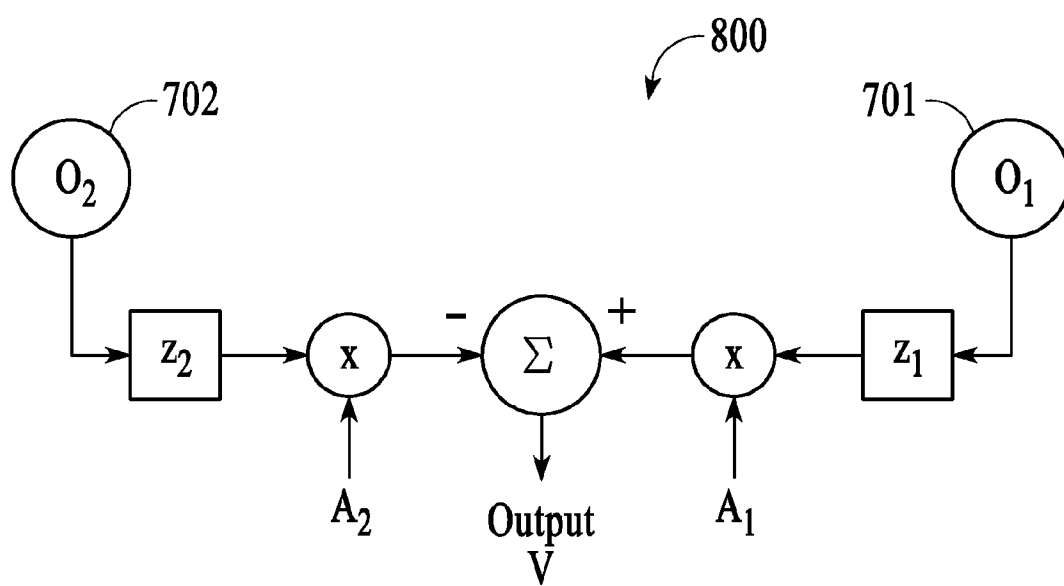 800
702
701
O₂
O₁
- +
z₂
x
Σ
x
z₁
A₂
Output
V
A₁